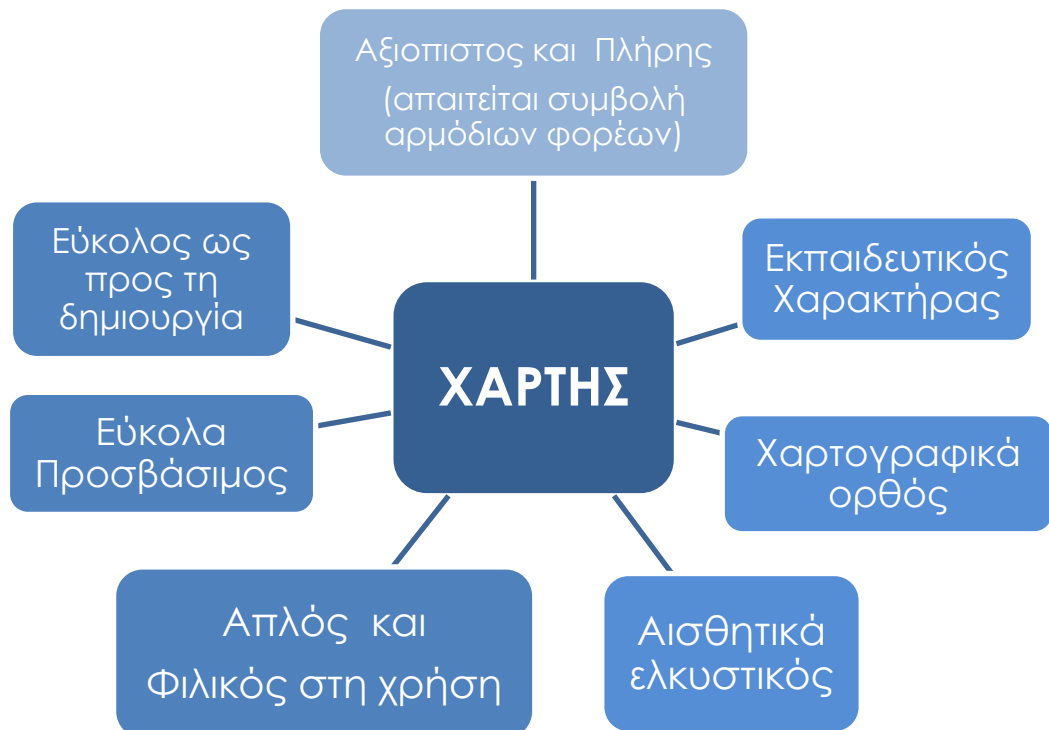 Αξιοπιστος και Πλήρης
(απαιτείται συμβολή
αρμόδιων φορέων)
Εύκολος ως
προς τη
δημιουργία
Εκπαιδευτικός
Χαρακτήρας
ΧΑΡΤΗΣ
Εύκολα
Προσβάσιμος
Χαρτογραφικά
ορθός
Απλός και
Φιλικός στη χρήση
Αισθητικά
ελκυστικός